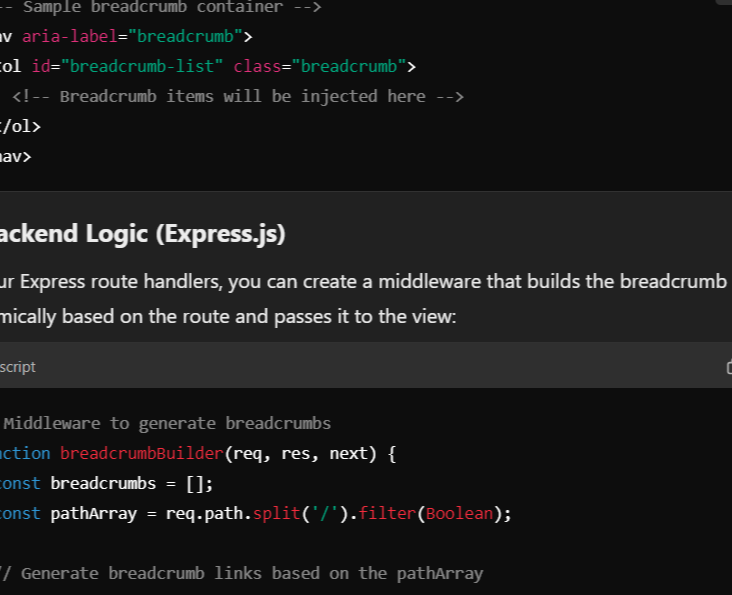 -- Sample breadcrumb container -->
av aria-label="breadcrumb">
ol id="breadcrumb-list" class="breadcrumb">
<!-- Breadcrumb items will be injected here -->
/ol>
nav>
ackend Logic (Express.js)
ur Express route handlers, you can create a middleware that builds the breadcrumb
mically based on the route and passes it to the view:
script
Middleware to generate breadcrumbs
nction breadcrumbBuilder(req, res, next) {
const breadcrumbs = [];
const pathArray = req.path.split('/').filter(Boolean);
// Generate breadcrumb links based on the pathArray